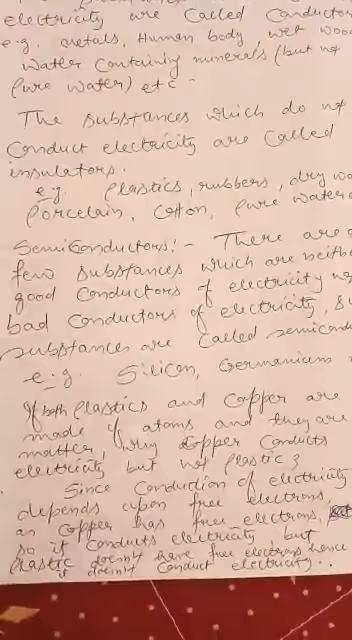 electricity are called Conductor
e.g. metals, Human body, wet wood
water containing minerals (but not
Pure water) etc -
The substances which do not
Conduct electricity are called
insulators.
e.g. Plastics, rubbers, dry wo
Porcelain, Cotton, Pure water
Semiconductors:- There are a
few substances which are neithe
good Conductors of electricity no
bad Conductors of electricity, s
substances are called semicond
e.g. Silicon, Germanium
If both Plastics and Copper are
made of atoms and they are
matter, why Copper Conducts
electricity but not Plastic?
Since Conduction of electricity
depends upon free electrons,
as Copper has free electrons,
so it Conducts electricity, but
Plastic doesn't have free electrons hence
it doesn't Conduct electricity..